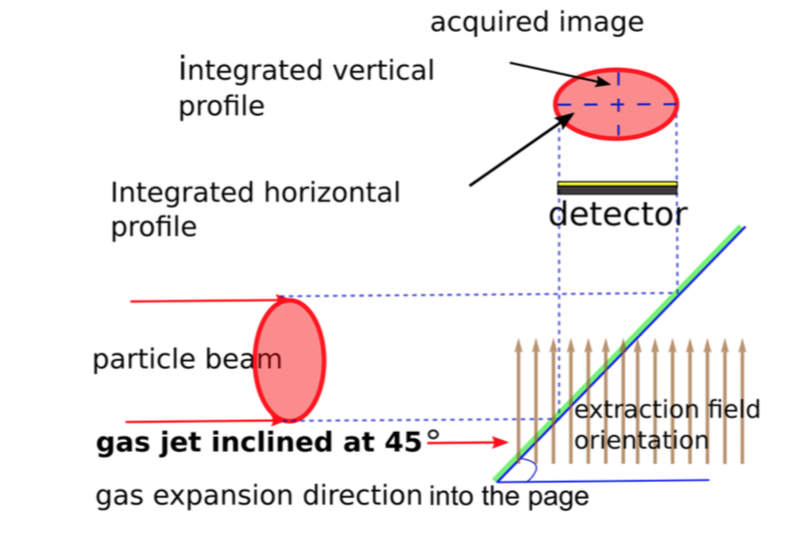 acquired image
integrated vertical
profile
Integrated horizontal
profile
detector
particle beam
extraction field
orientation
gas jet inclined at 45°
gas expansion direction into the page